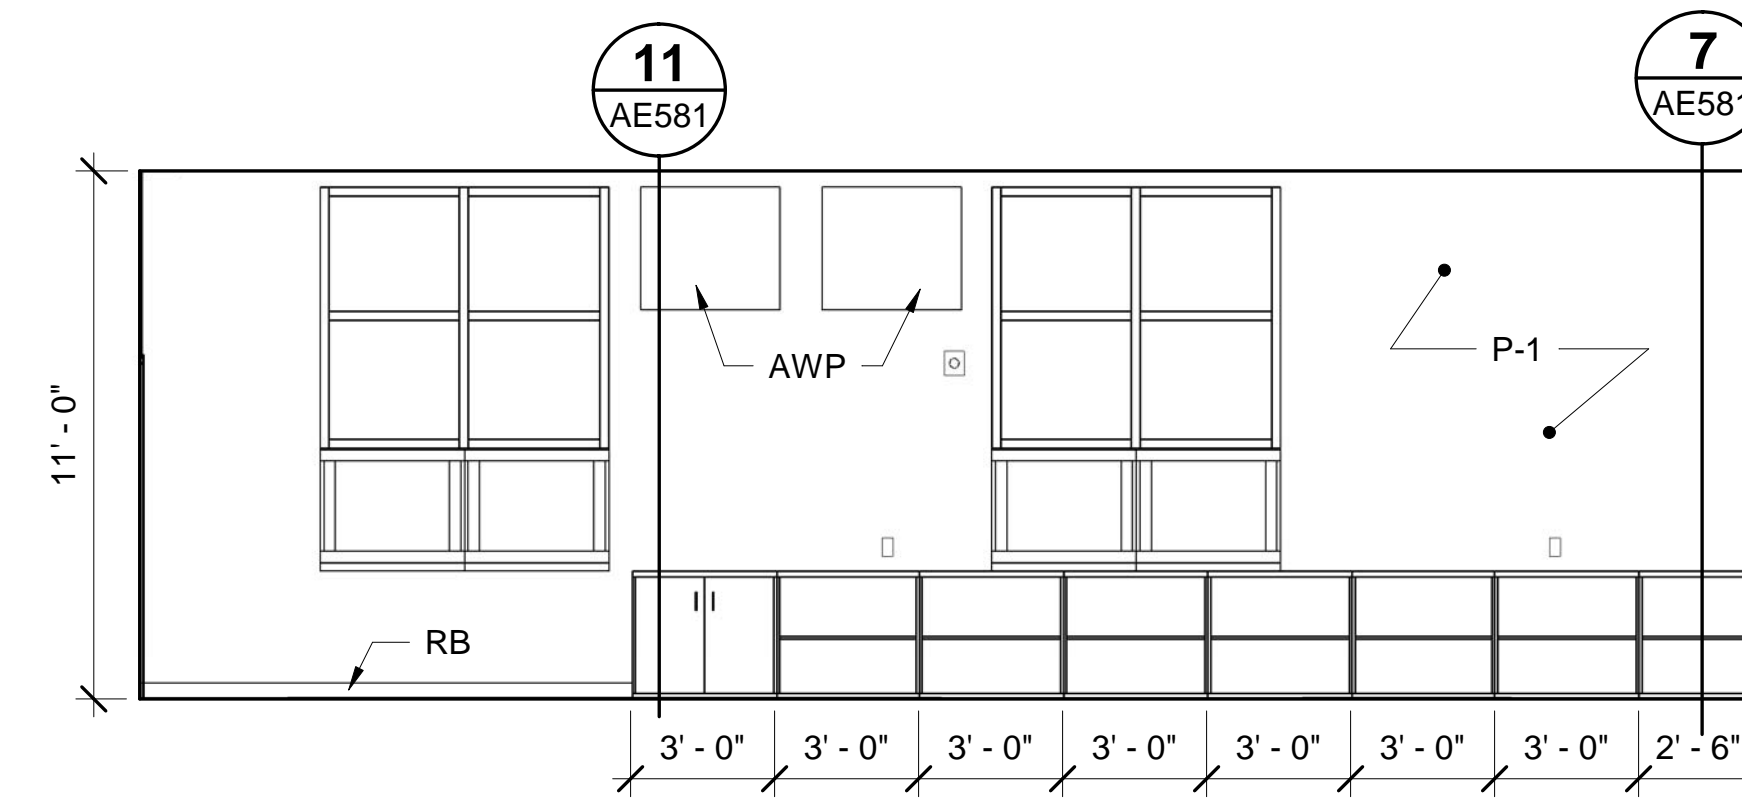 11
AE581
7
AE581
11' - 0"
AWP
P-1
RB
3' - 0" 3' - 0" 3' - 0" 3' - 0" 3' - 0" 3' - 0" 3' - 0" 2' - 6"